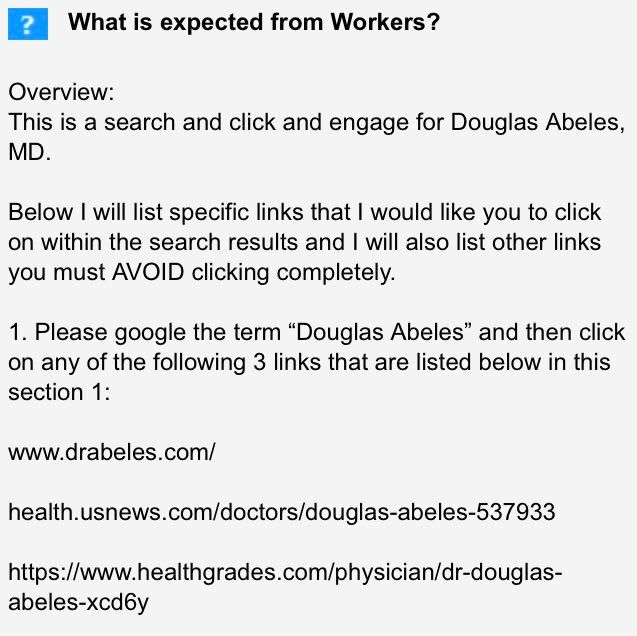 ? What is expected from Workers?
Overview:
This is a search and click and engage for Douglas Abeles,
MD.
Below I will list specific links that I would like you to click
on within the search results and I will also list other links
you must AVOID clicking completely.
1. Please google the term “Douglas Abeles” and then click
on any of the following 3 links that are listed below in this
section 1:
www.drabeles.com/
health.usnews.com/doctors/douglas-abeles-537933
https://www.healthgrades.com/physician/dr-douglas-
abeles-xcd6y